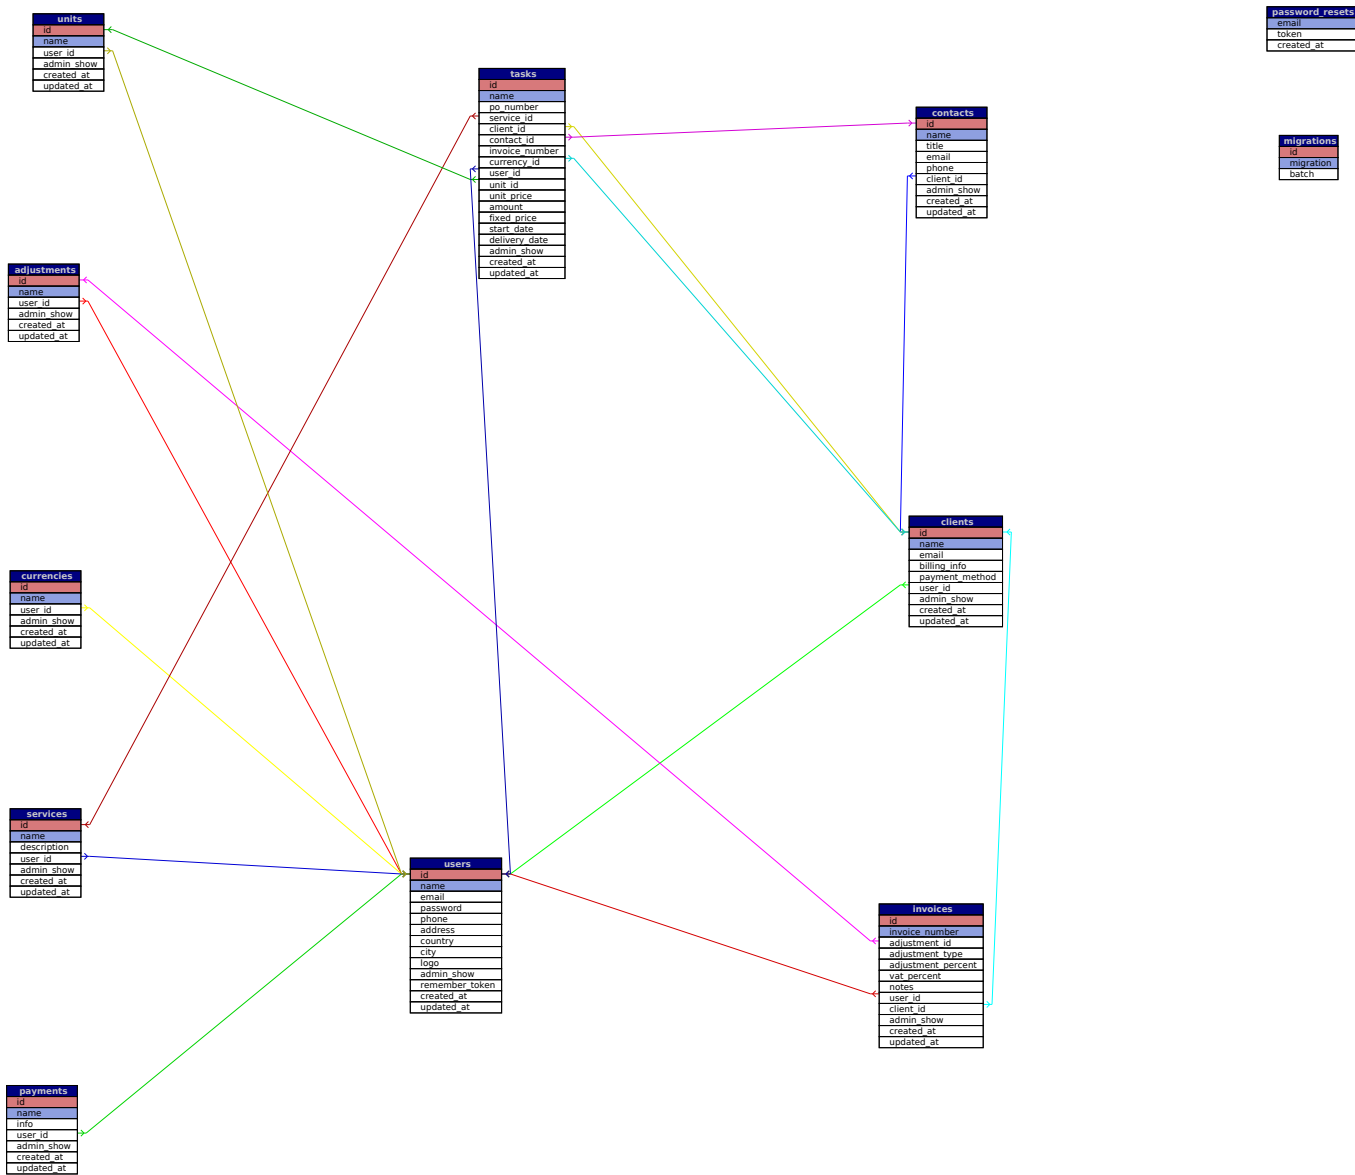 units
id
name
user_id
admin_show
created_at
updated_at
password_resets
email
token
created_at
tasks
id
name
po_number
service_id
client_id
contact_id
invoice_number
currency_id
user_id
unit_id
unit_price
amount
fixed_price
start_date
delivery_date
admin_show
created_at
updated_at
contacts
id
name
title
email
phone
client_id
admin_show
created_at
updated_at
migrations
id
migration
batch
adjustments
id
name
user_id
admin_show
created_at
updated_at
clients
id
name
email
billing_info
payment_method
user_id
admin_show
created_at
updated_at
currencies
id
name
user_id
admin_show
created_at
updated_at
services
id
name
description
user_id
admin_show
created_at
updated_at
users
id
name
email
password
phone
address
country
city
logo
admin_show
remember_token
created_at
updated_at
invoices
id
invoice_number
adjustment_id
adjustment_type
adjustment_percent
vat_percent
notes
user_id
client_id
admin_show
created_at
updated_at
payments
id
name
info
user_id
admin_show
created_at
updated_at